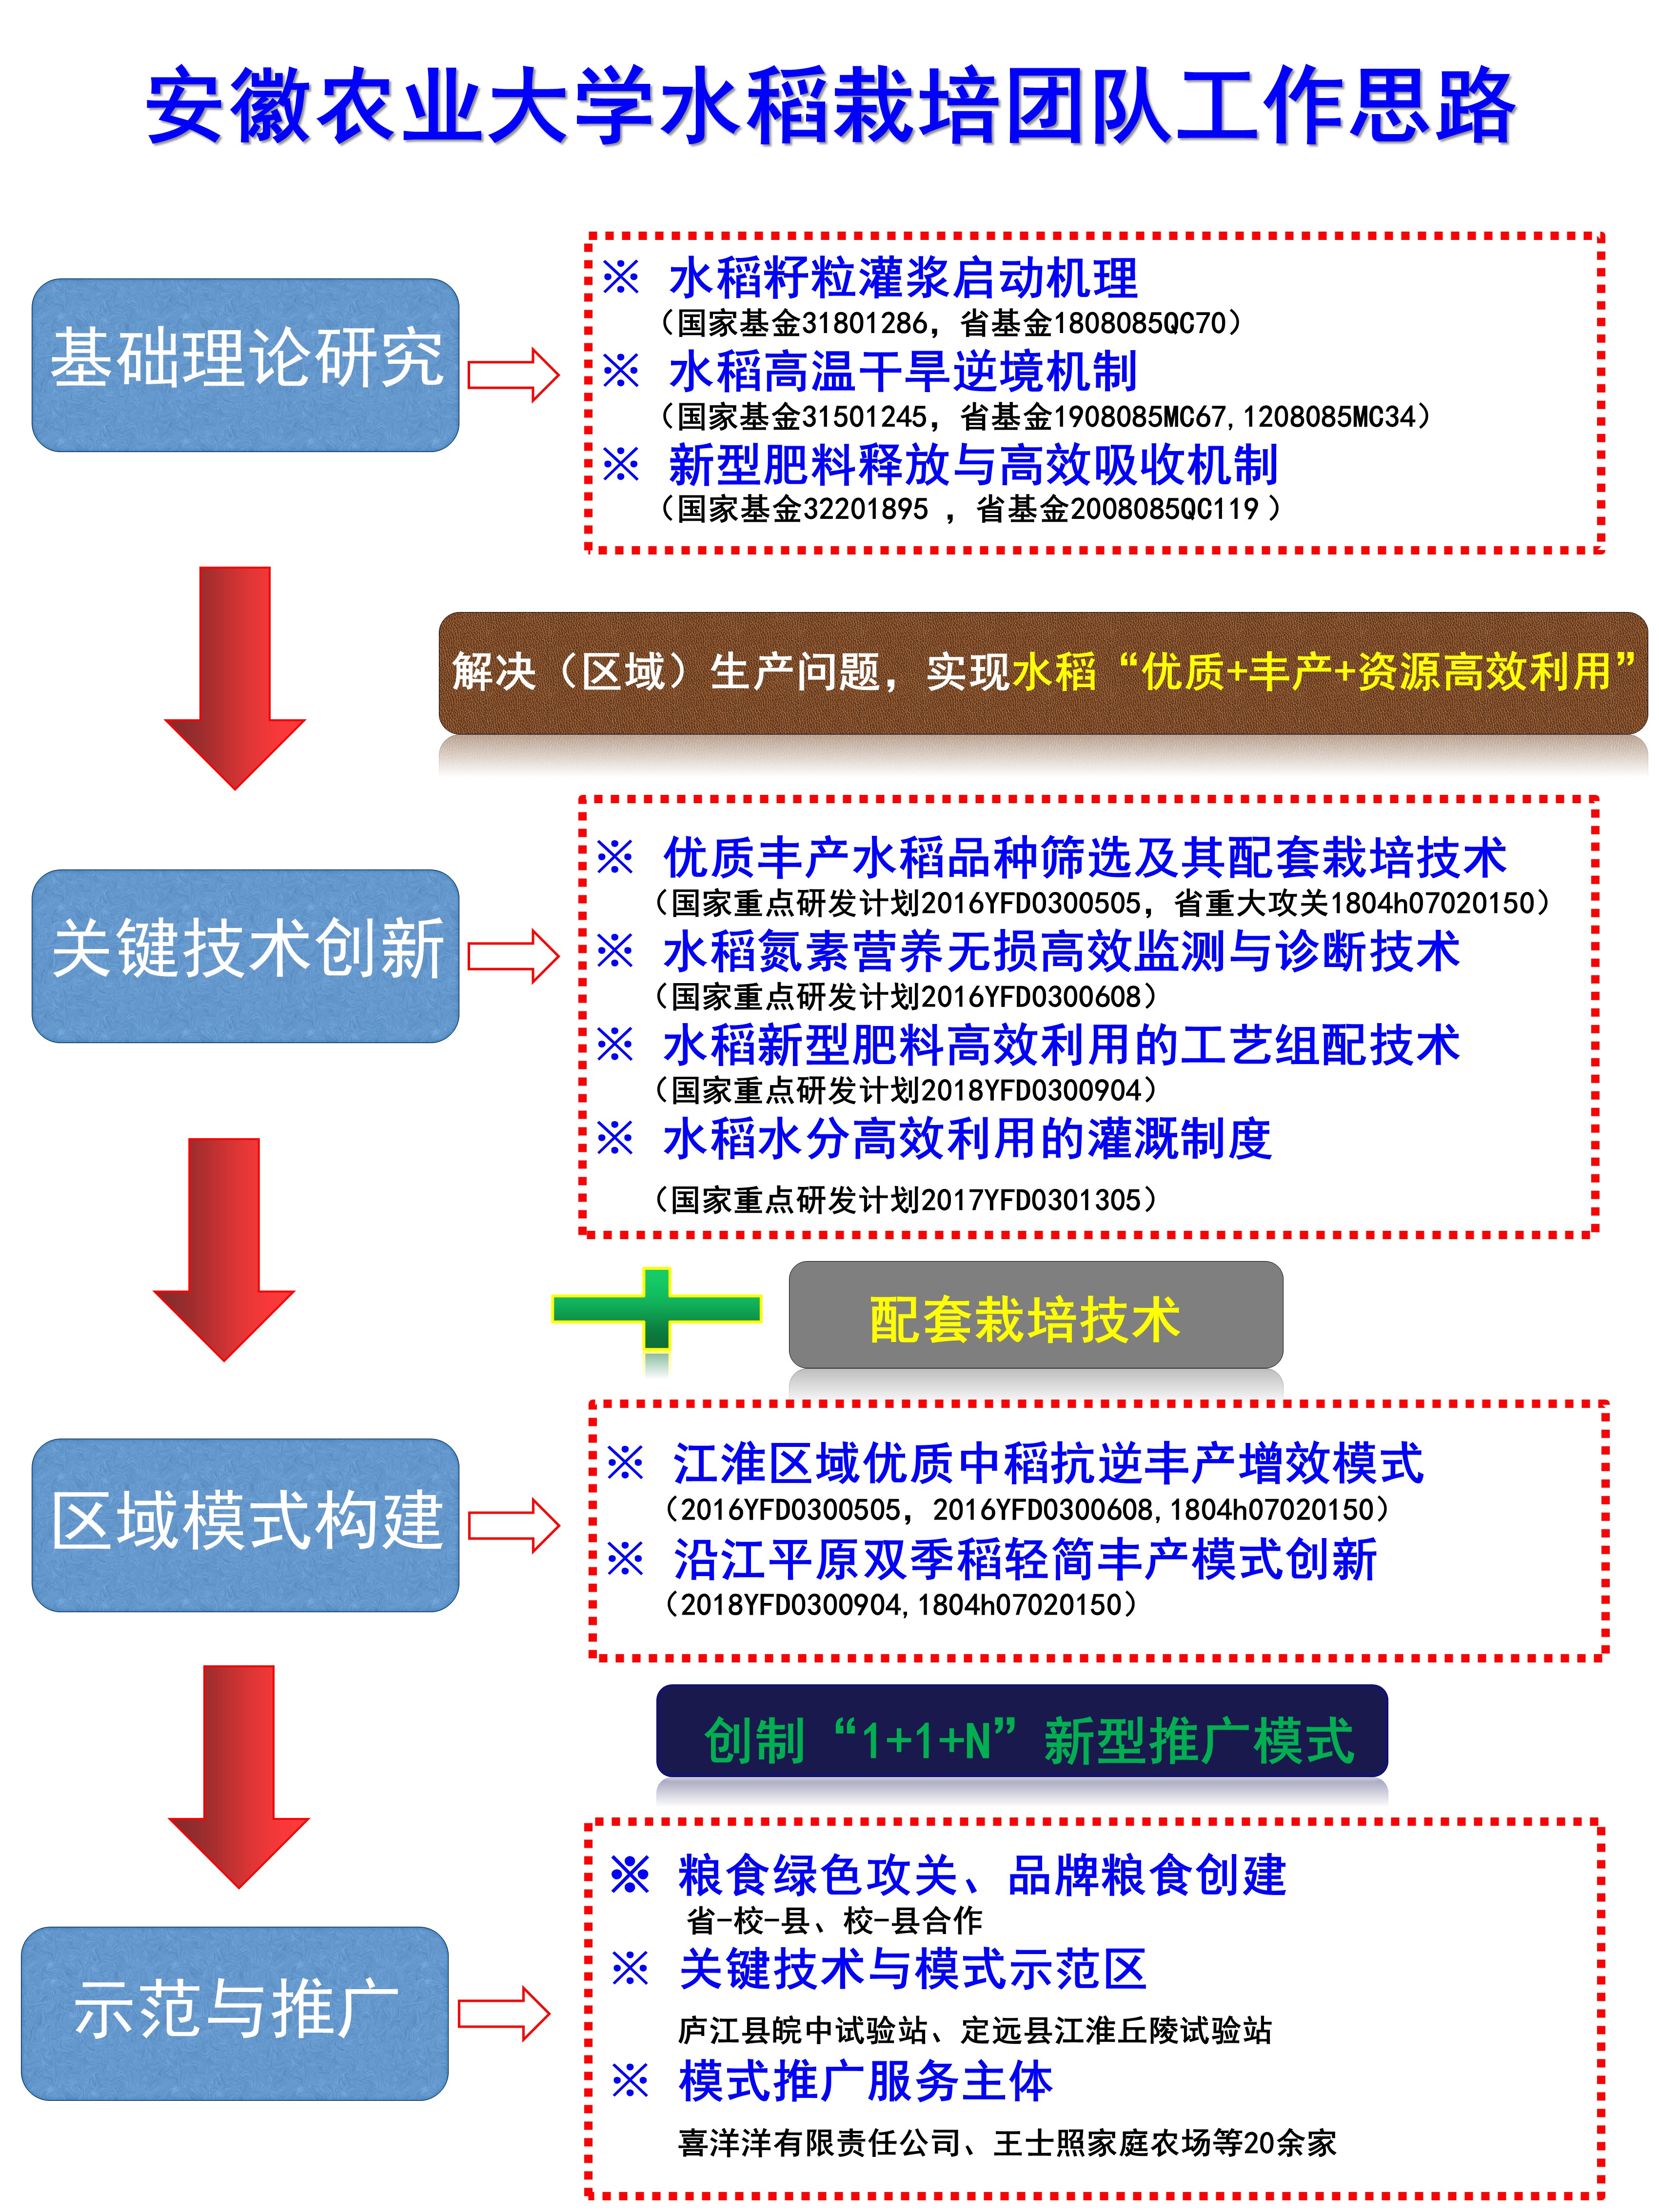 安徽农业大学水稻栽培团队工作思路
基础理论研究
※ 水稻籽粒灌浆启动机理
（国家基金31801286，省基金1808085QC70）
※ 水稻高温干旱逆境机制
（国家基金31501245，省基金1908085MC67,1208085MC34）
※ 新型肥料释放与高效吸收机制
（国家基金32201895 ，省基金2008085QC119 ）
解决（区域）生产问题，实现水稻“优质+丰产+资源高效利用”
关键技术创新
※ 优质丰产水稻品种筛选及其配套栽培技术
（国家重点研发计划2016YFD0300505，省重大攻关1804h07020150）
※ 水稻氮素营养无损高效监测与诊断技术
（国家重点研发计划2016YFD0300608）
※ 水稻新型肥料高效利用的工艺组配技术
（国家重点研发计划2018YFD0300904）
※ 水稻水分高效利用的灌溉制度
（国家重点研发计划2017YFD0301305）
配套栽培技术
区域模式构建
※ 江淮区域优质中稻抗逆丰产增效模式
（2016YFD0300505，2016YFD0300608,1804h07020150）
※ 沿江平原双季稻轻简丰产模式创新
（2018YFD0300904,1804h07020150）
创制“1+1+N”新型推广模式
示范与推广
※ 粮食绿色攻关、品牌粮食创建
省-校-县、校-县合作
※ 关键技术与模式示范区
庐江县皖中试验站、定远县江淮丘陵试验站
※ 模式推广服务主体
喜洋洋有限责任公司、王士照家庭农场等20余家